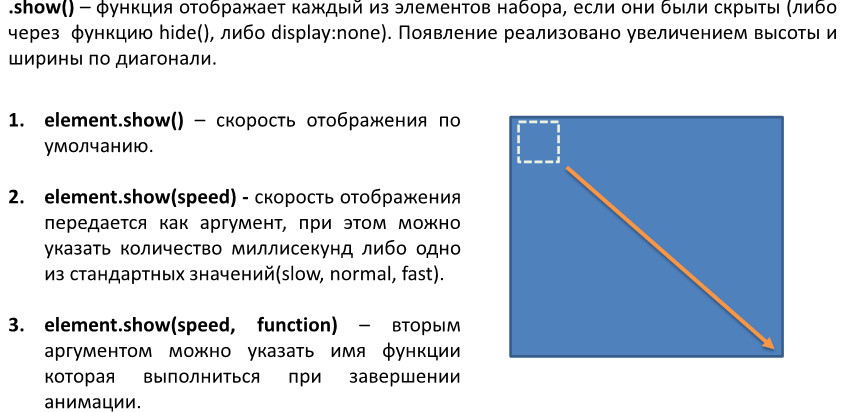 .show() – функция отображает каждый из элементов набора, если они были скрыты (либо
через функцию hide(), либо display:none). Появление реализовано увеличением высоты и
ширины по диагонали.
1. element.show() – скорость отображения по
умолчанию.
2. element.show(speed) - скорость отображения
передается как аргумент, при этом можно
указать количество миллисекунд либо одно
из стандартных значений(slow, normal, fast).
3. element.show(speed, function) – вторым
аргументом можно указать имя функции
которая выполниться при завершении
анимации.